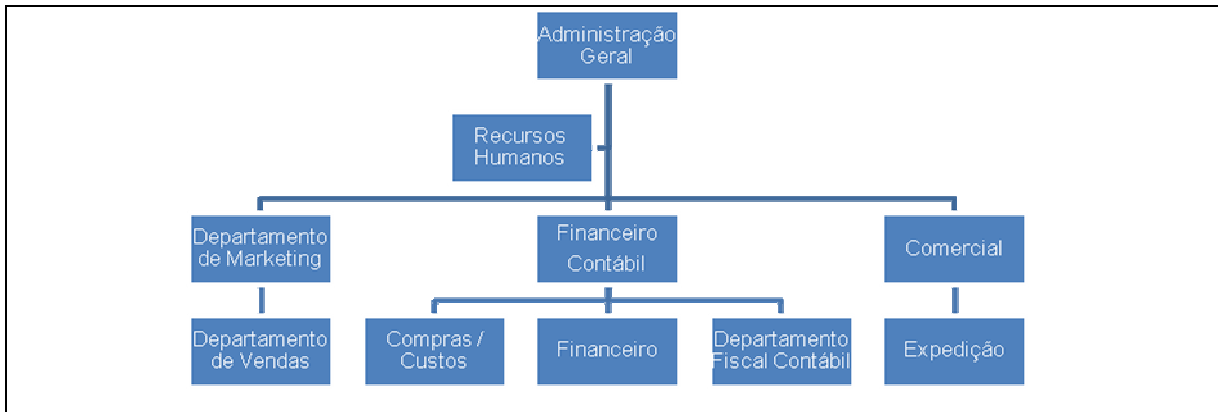 Administração
Geral
Recursos
Humanos
Departamento
de Marketing
Financeiro
Contábil
Comercial
Departamento
de Vendas
Compras /
Custos
Financeiro
Departamento
Fiscal Contábil
Expedição